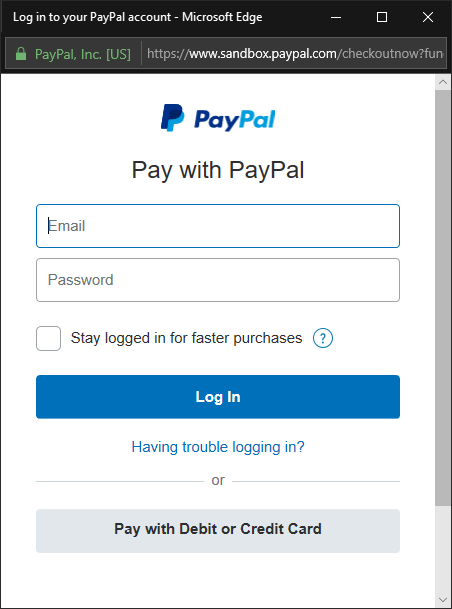 Log in to your PayPal account - Microsoft Edge
PayPal, Inc. [US] https://www.sandbox.paypal.com/checkoutnow?fun
PayPal
Pay with PayPal
Email
Password
Stay logged in for faster purchases ?
Log In
Having trouble logging in?
or
Pay with Debit or Credit Card